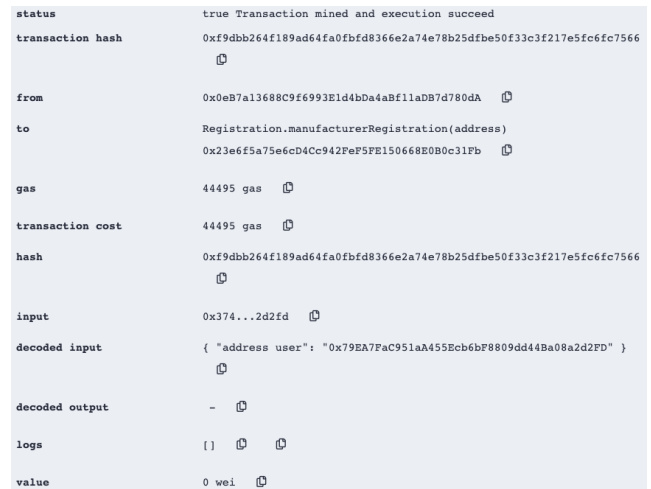 status true Transaction mined and execution succeed
transaction hash 0xf9dbb264f189ad64fa0fbfd8366e2a74e78b25dfbe50f33c3f217e5fc6fc7566
from 0x0eB7a13688C9f6993E1d4bDa4aBf11aDB7d780dA
to Registration.manufacturerRegistration(address)
0x23e6f5a75e6cD4Cc942FeF5FE150668E0B0c31Fb
gas 44495 gas
transaction cost 44495 gas
hash 0xf9dbb264f189ad64fa0fbfd8366e2a74e78b25dfbe50f33c3f217e5fc6fc7566
input 0x374...2d2fd
decoded input { "address user": "0x79EA7FaC951aA455Ecb6bF8809dd44Ba08a2d2FD" }
decoded output -
logs []
value 0 wei